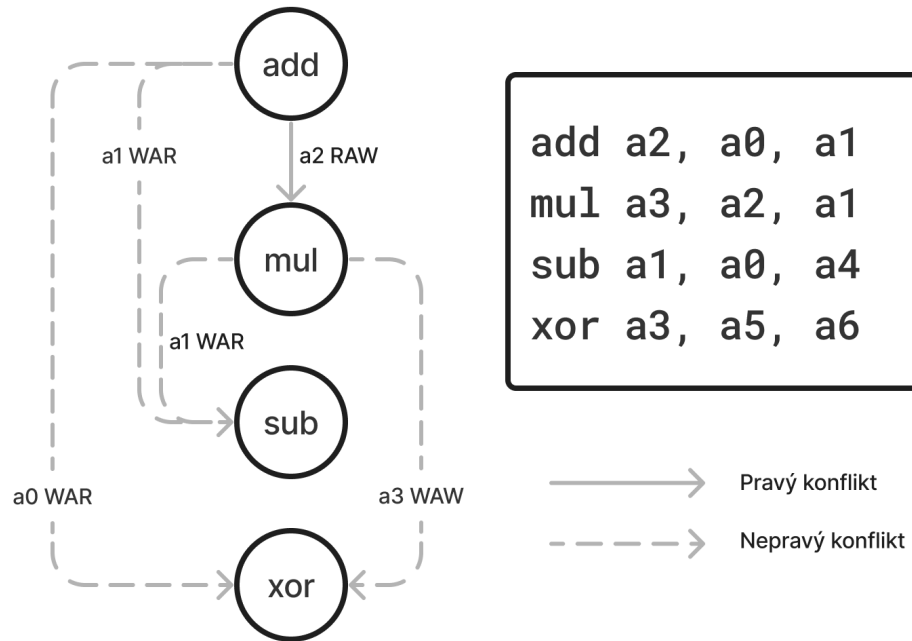 add
a1 WAR
a2 RAW
mul
a1 WAR
sub
a0 WAR
a3 WAW
xor
add a2, a0, a1
mul a3, a2, a1
sub a1, a0, a4
xor a3, a5, a6
Pravý konflikt
Nepravý konflikt